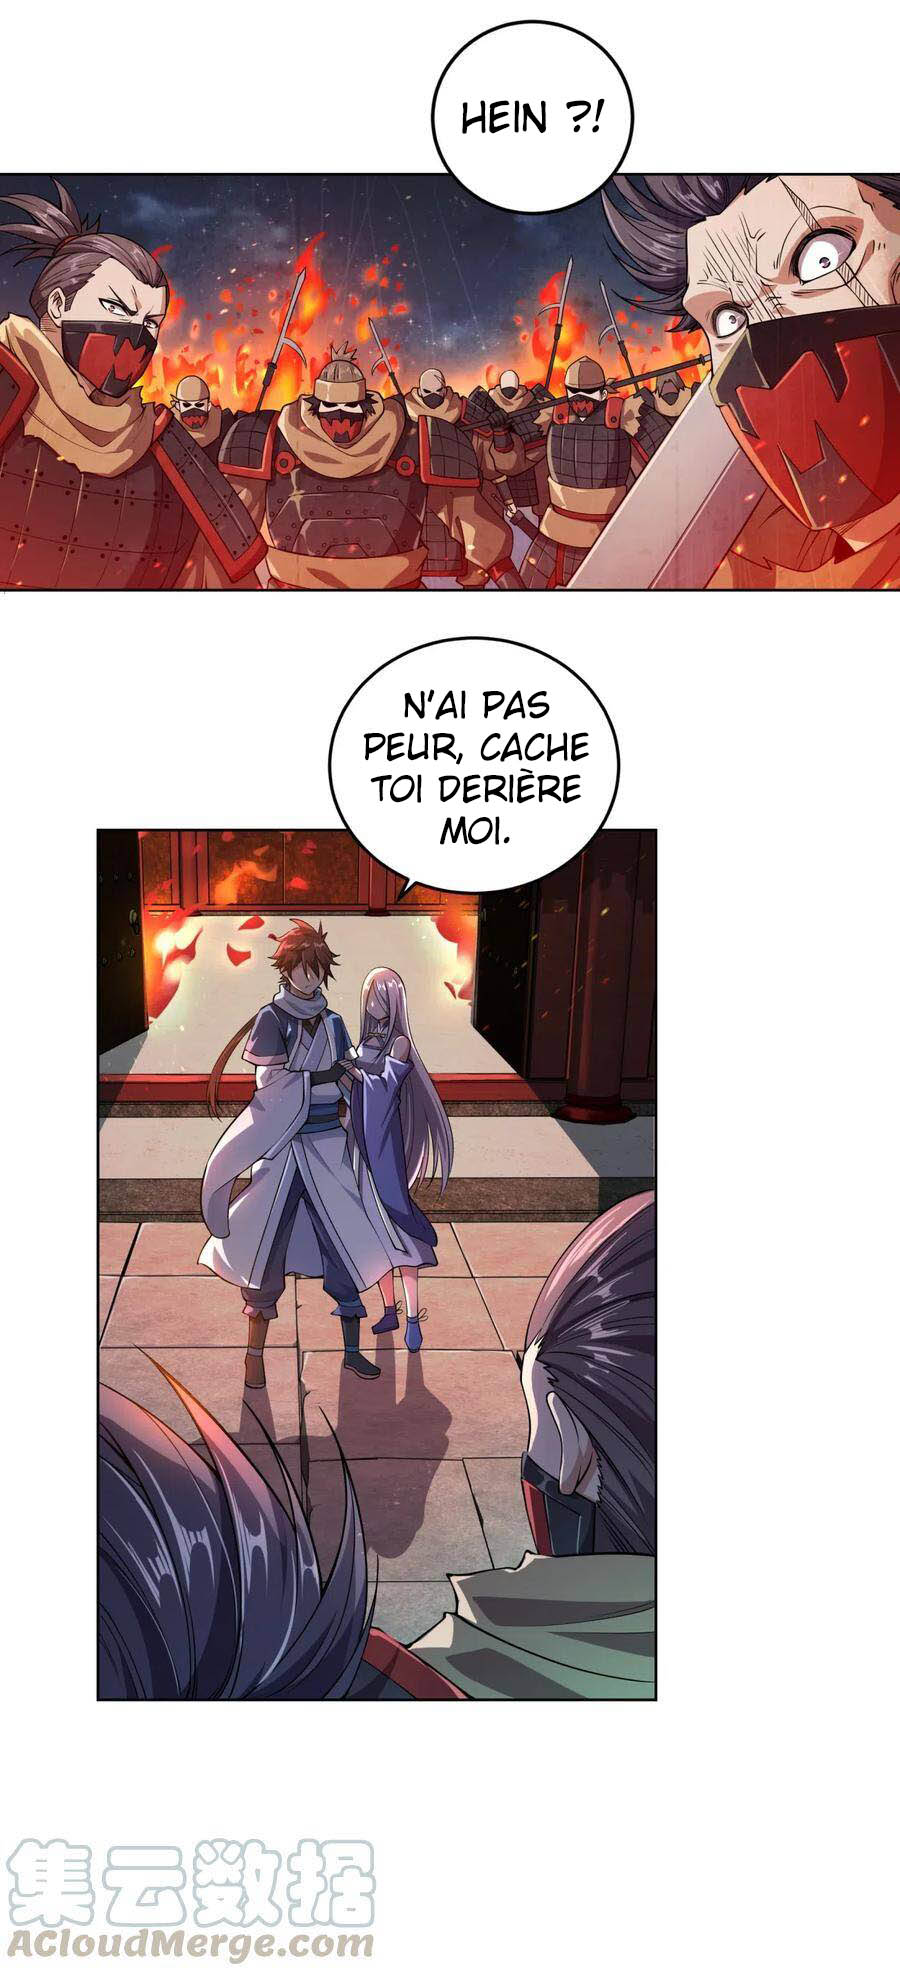 HEIN ?!
N'AI PAS
PEUR, CACHE
TOI DERIÈRE
MOI.
集云数据
ACloudMerge.com